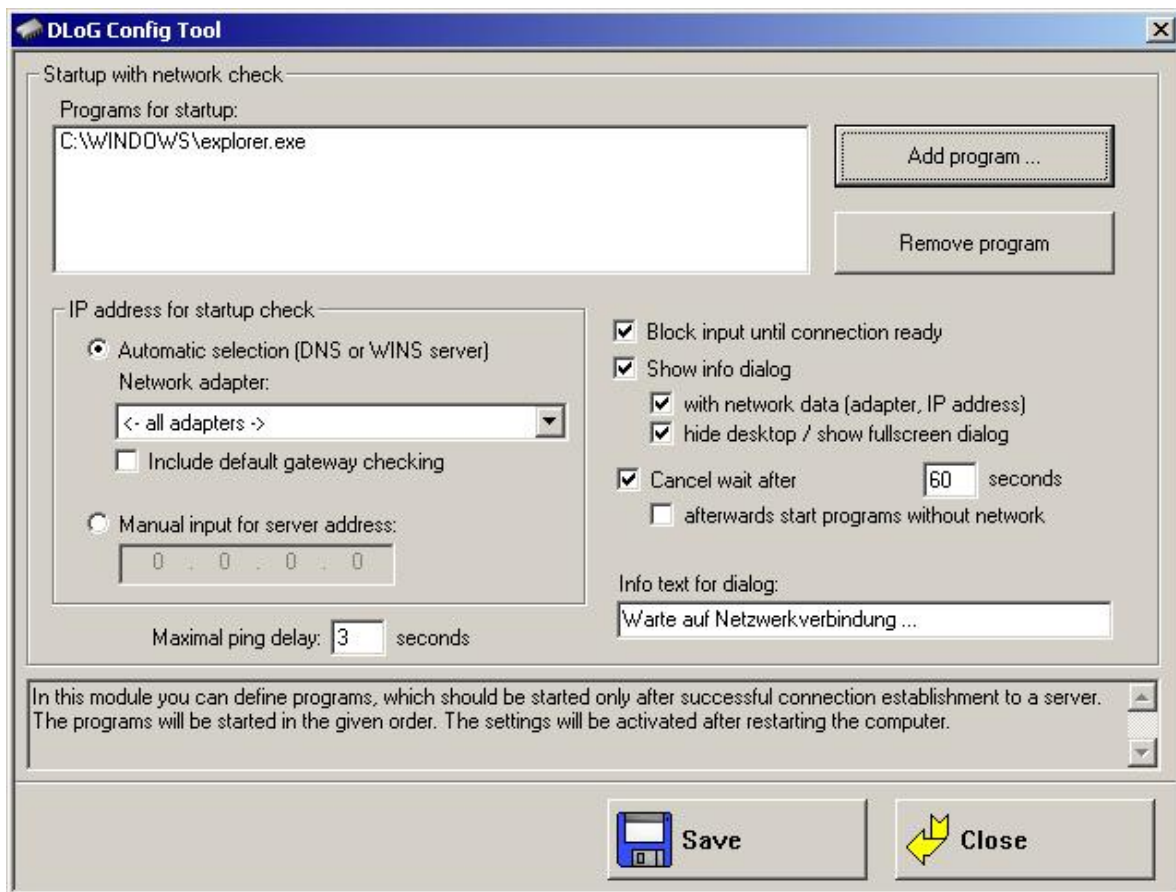 DLoG Config Tool
Startup with network check
Programs for startup:
C:\WINDOWS\explorer.exe
Add program ...
Remove program
IP address for startup check
Automatic selection (DNS or WINS server)
Network adapter:
<- all adapters ->
Include default gateway checking
Manual input for server address:
0 . 0 . 0 . 0
Maximal ping delay: 3 seconds
Block input until connection ready
Show info dialog
with network data (adapter, IP address)
hide desktop / show fullscreen dialog
Cancel wait after 60 seconds
afterwards start programs without network
Info text for dialog:
Warte auf Netzwerkverbindung ...
In this module you can define programs, which should be started only after successful connection establishment to a server.
The programs will be started in the given order. The settings will be activated after restarting the computer.
Save
Close